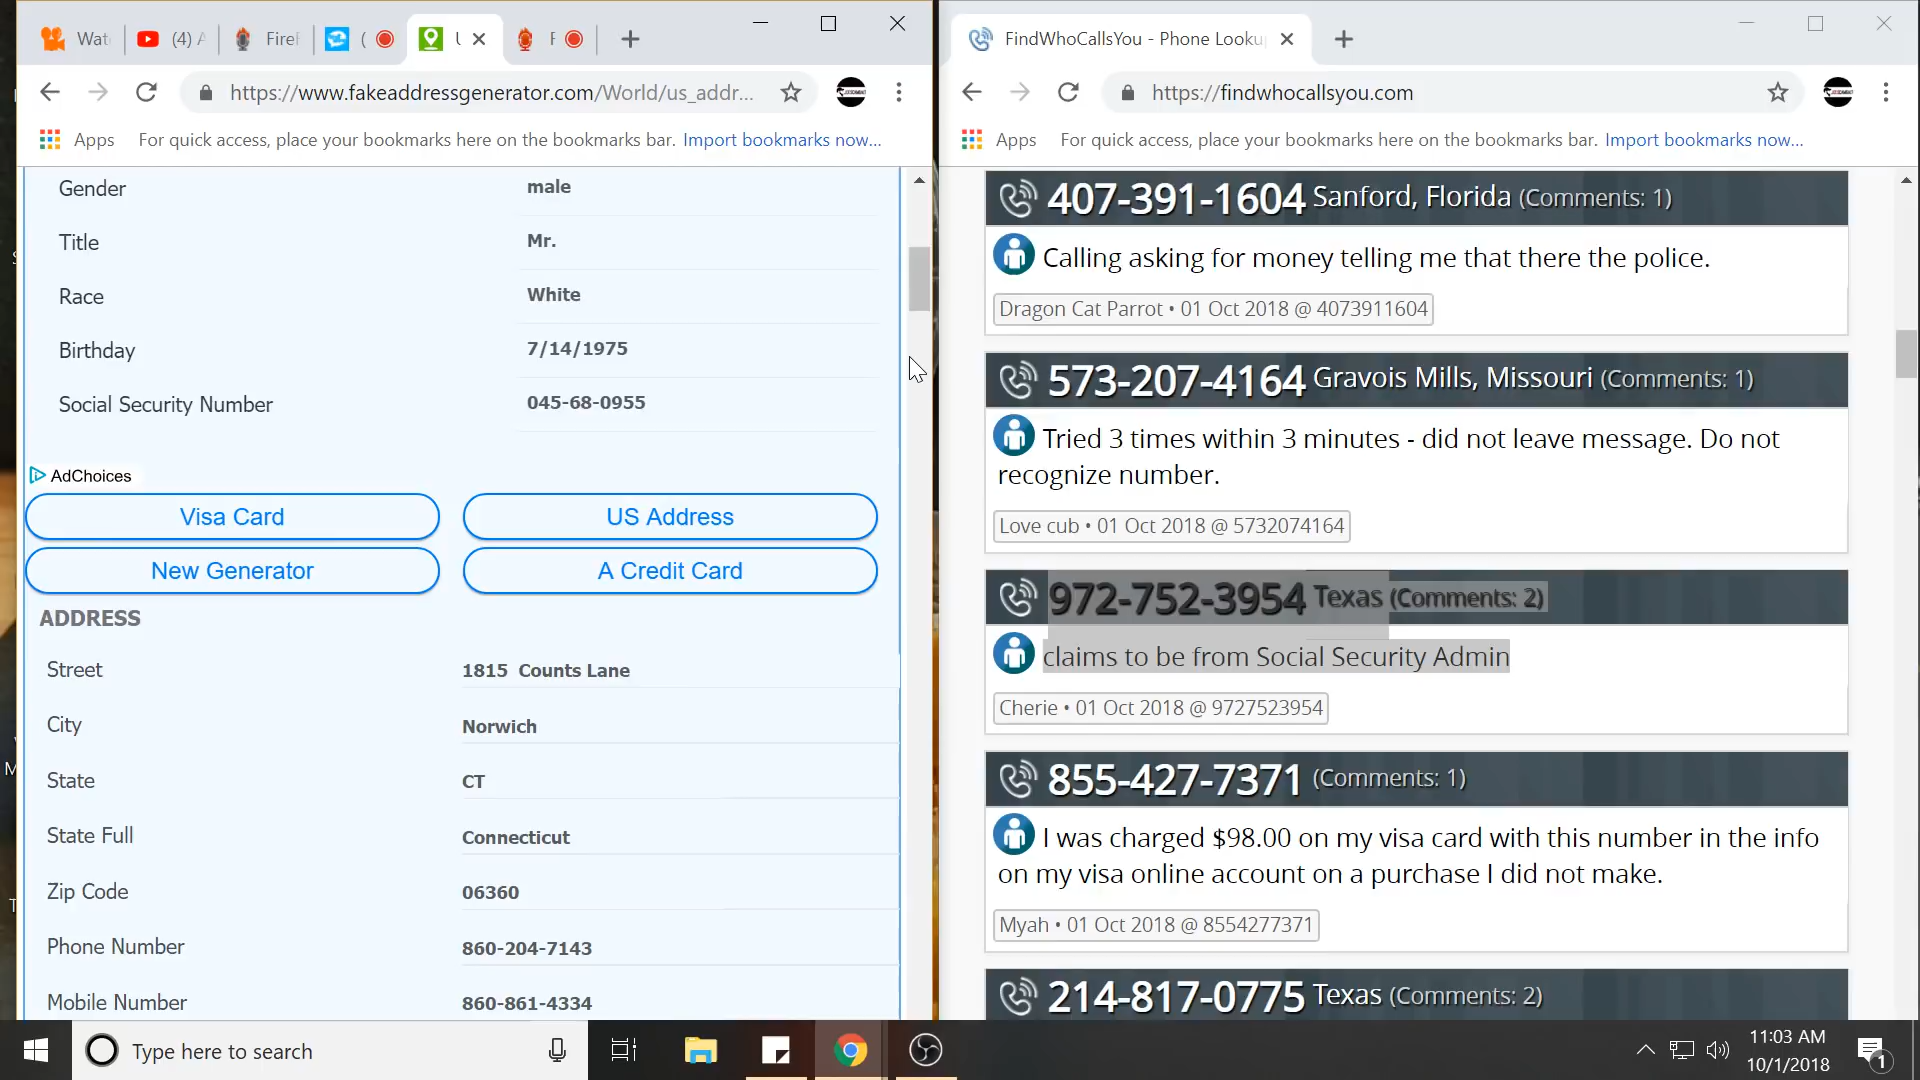 Wat
(4) A
FireF
(
U
F
https://www.fakeaddressgenerator.com/World/us_addr...
Apps
For quick access, place your bookmarks here on the bookmarks bar. Import bookmarks now...
Gender
male
Title
Mr.
Race
White
Birthday
7/14/1975
Social Security Number
045-68-0955
AdChoices
Visa Card
US Address
New Generator
A Credit Card
ADDRESS
Street
1815 Counts Lane
City
Norwich
State
CT
State Full
Connecticut
Zip Code
06360
Phone Number
860-204-7143
Mobile Number
860-861-4334
FindWhoCallsYou - Phone Looku
https://findwhocallsyou.com
Apps
For quick access, place your bookmarks here on the bookmarks bar. Import bookmarks now...
407-391-1604 Sanford, Florida (Comments: 1)
Calling asking for money telling me that there the police.
Dragon Cat Parrot • 01 Oct 2018 @ 4073911604
573-207-4164 Gravois Mills, Missouri (Comments: 1)
Tried 3 times within 3 minutes - did not leave message. Do not
recognize number.
Love cub • 01 Oct 2018 @ 5732074164
972-752-3954 Texas (Comments: 2)
claims to be from Social Security Admin
Cherie • 01 Oct 2018 @ 9727523954
855-427-7371 (Comments: 1)
I was charged $98.00 on my visa card with this number in the info
on my visa online account on a purchase I did not make.
Myah • 01 Oct 2018 @ 8554277371
214-817-0775 Texas (Comments: 2)
Type here to search
11:03 AM
10/1/2018
1